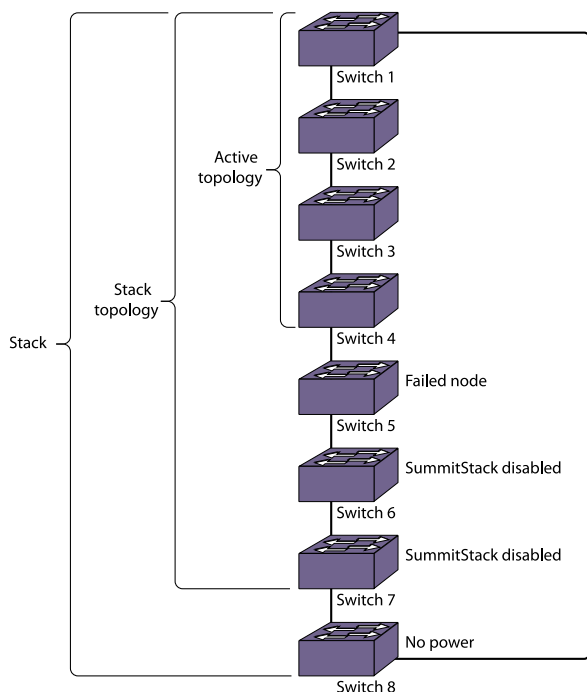 Switch 1
Switch 2
Active
topology
Switch 3
Stack
topology
Stack
Switch 4
Failed node
Switch 5
SummitStack disabled
Switch 6
SummitStack disabled
Switch 7
No power
Switch 8